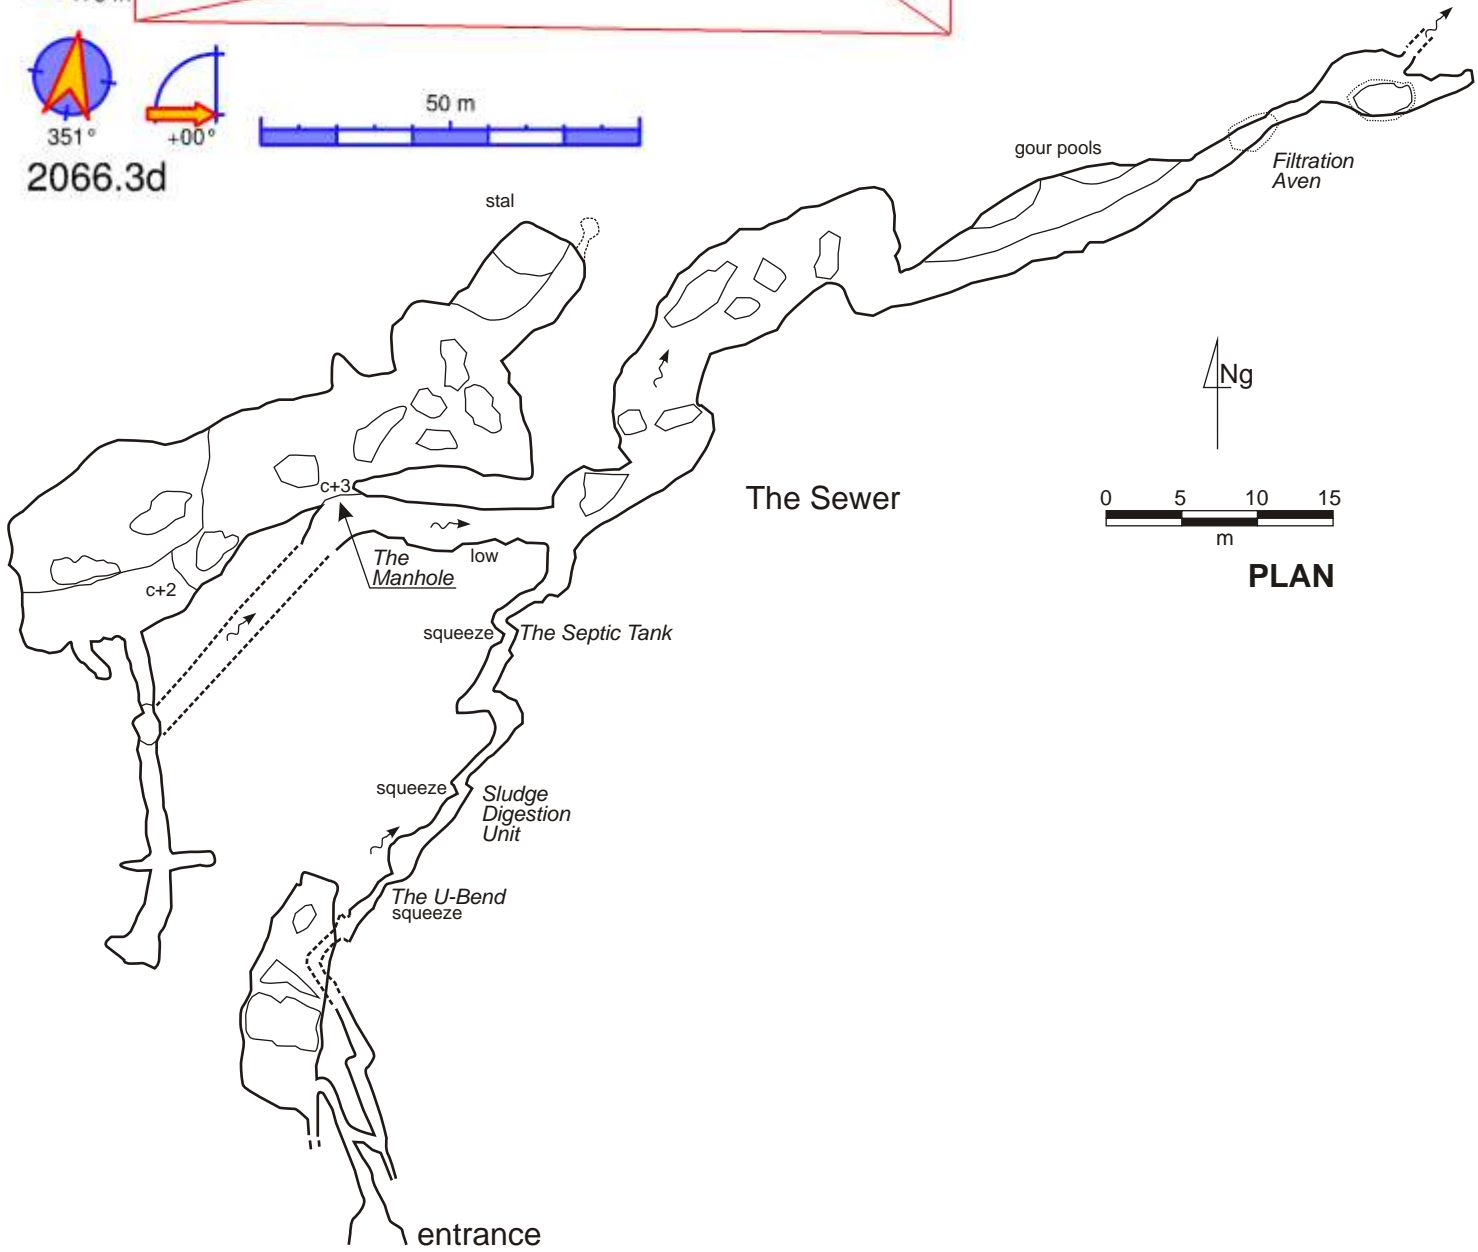 50 m
351°
+00°
2066.3d
gour pools
Filtration
Aven
stal
Ng
c+3
The Sewer
0 5 10 15
m
PLAN
The
Manhole
low
c+2
squeeze
The Septic Tank
squeeze
Sludge
Digestion
Unit
The U-Bend
squeeze
entrance